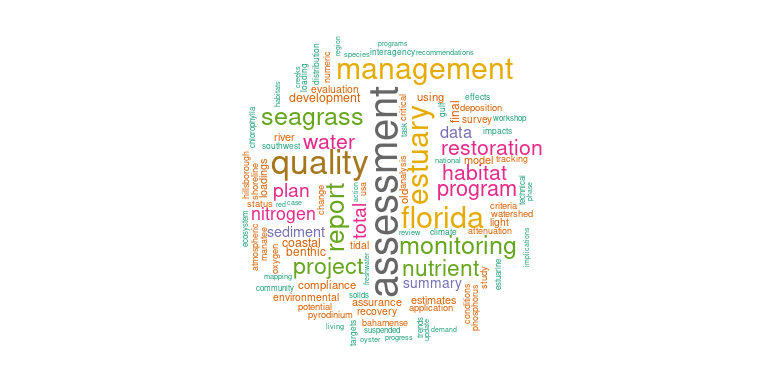 programs
region
species
interagency
recommendations
management
creeks
loading
distribution
numeric
habitats
evaluation
development
using
effects
critical
gulf
final
deposition
seagrass
survey
workshop
chlorophylla
task
data
impacts
river
water
estuary
restoration
southwest
assessment
quality
analysis
national
model
tracking
hillsborough
shoreline
loadings
habitat
technical
phase
plan
change
action
usa
old
program
status
red
case
nitrogen
report
total
florida
criteria
watershed
light
ecosystem
sediment
review
climate
attenuation
implications
atmospheric
manatee
coastal
tidal
monitoring
oxygen
benthic
freshwater
project
nutrient
study
estuarine
mapping
community
compliance
summary
solids
environmental
assurance
estimates
conditions
phosphorus
potential
recovery
application
pyrodinium
bahamense
living
targets
suspended
trends
update
demand
oyster
progress